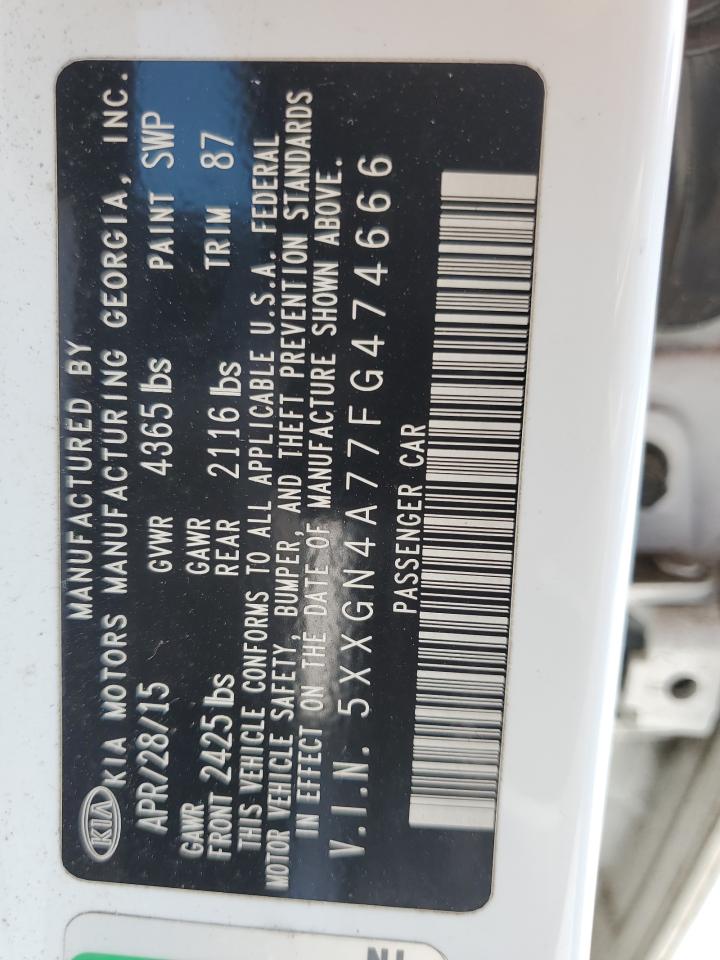 MANUFACTURED BY
KIA KIA MOTORS MANUFACTURING GEORGIA, INC.
APR/28/15 GVWR 4365 lbs PAINT SWP
GAWR GAWR
FRONT 2425 lbs REAR 2116 lbs TRIM 87
THIS VEHICLE CONFORMS TO ALL APPLICABLE U.S.A. FEDERAL
MOTOR VEHICLE SAFETY, BUMPER, AND THEFT PREVENTION STANDARDS
IN EFFECT ON THE DATE OF MANUFACTURE SHOWN ABOVE.
V.I.N. 5XXGN4A77FG474666
PASSENGER CAR